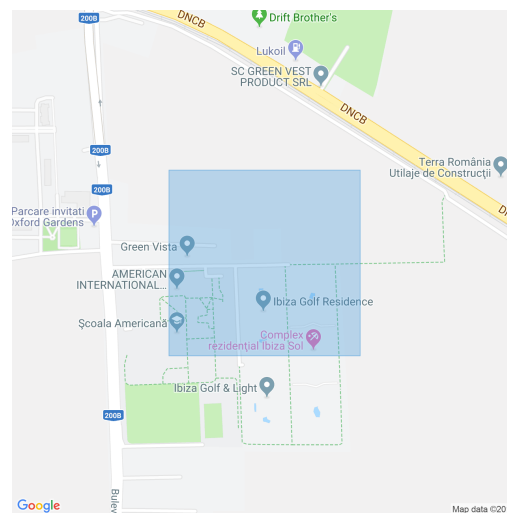 200B
DNCB
Drift Brother's
Lukoil
SC GREEN VEST
PRODUCT SRL
DNCB
200B
Terra România
Utilaje de Construcții
200B
Parcare invitati
Oxford Gardens
DN
Green Vista
AMERICAN
INTERNATIONAL...
Ibiza Golf Residence
Școala Americană
Complex
rezidențial Ibiza Sol
Ibiza Golf & Light
200B
Bulev
Google
Map data ©20